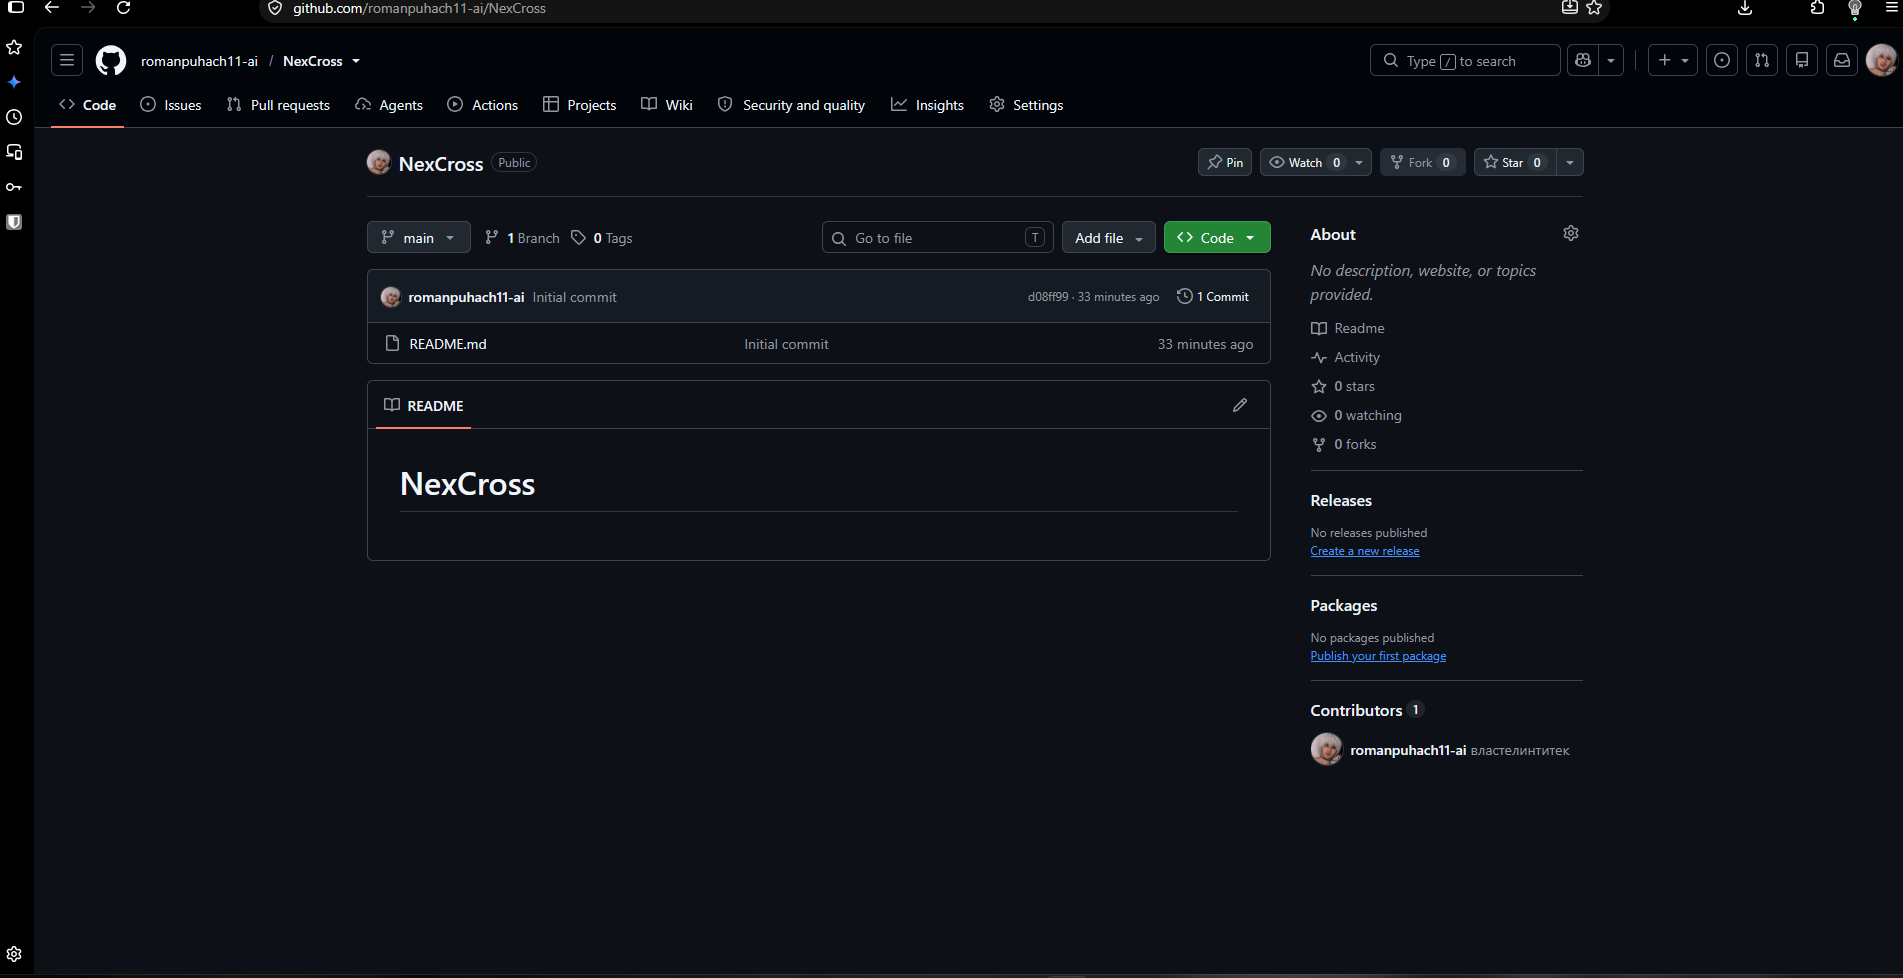 github.com/romanpuhach11-ai/NexCross
romanpuhach11-ai / NexCross
Type / to search
Code Issues Pull requests Agents Actions Projects Wiki Security and quality Insights Settings
NexCross Public
Pin Watch 0 Fork 0 Star 0
main 1 Branch 0 Tags Go to file T Add file Code
romanpuhach11-ai Initial commit d08ff99 · 33 minutes ago 1 Commit
README.md Initial commit 33 minutes ago
README
NexCross
About
No description, website, or topics
provided.
Readme
Activity
0 stars
0 watching
0 forks
Releases
No releases published
Create a new release
Packages
No packages published
Publish your first package
Contributors 1
romanpuhach11-ai властелинтитек